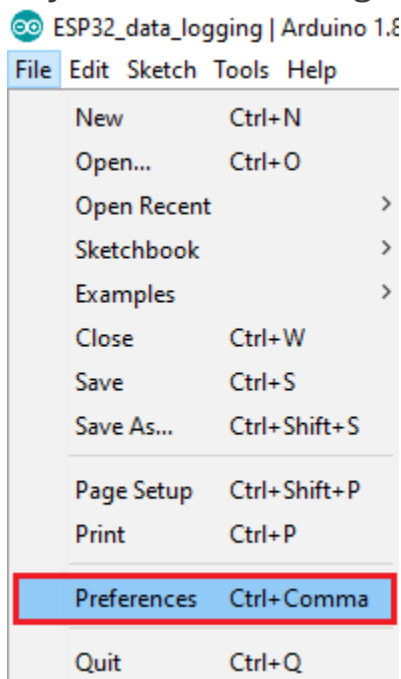 ESP32_data_logging | Arduino 1.8
File Edit Sketch Tools Help
New Ctrl+N
Open... Ctrl+O
Open Recent >
Sketchbook >
Examples >
Close Ctrl+W
Save Ctrl+S
Save As... Ctrl+Shift+S
Page Setup Ctrl+Shift+P
Print Ctrl+P
Preferences Ctrl+Comma
Quit Ctrl+Q